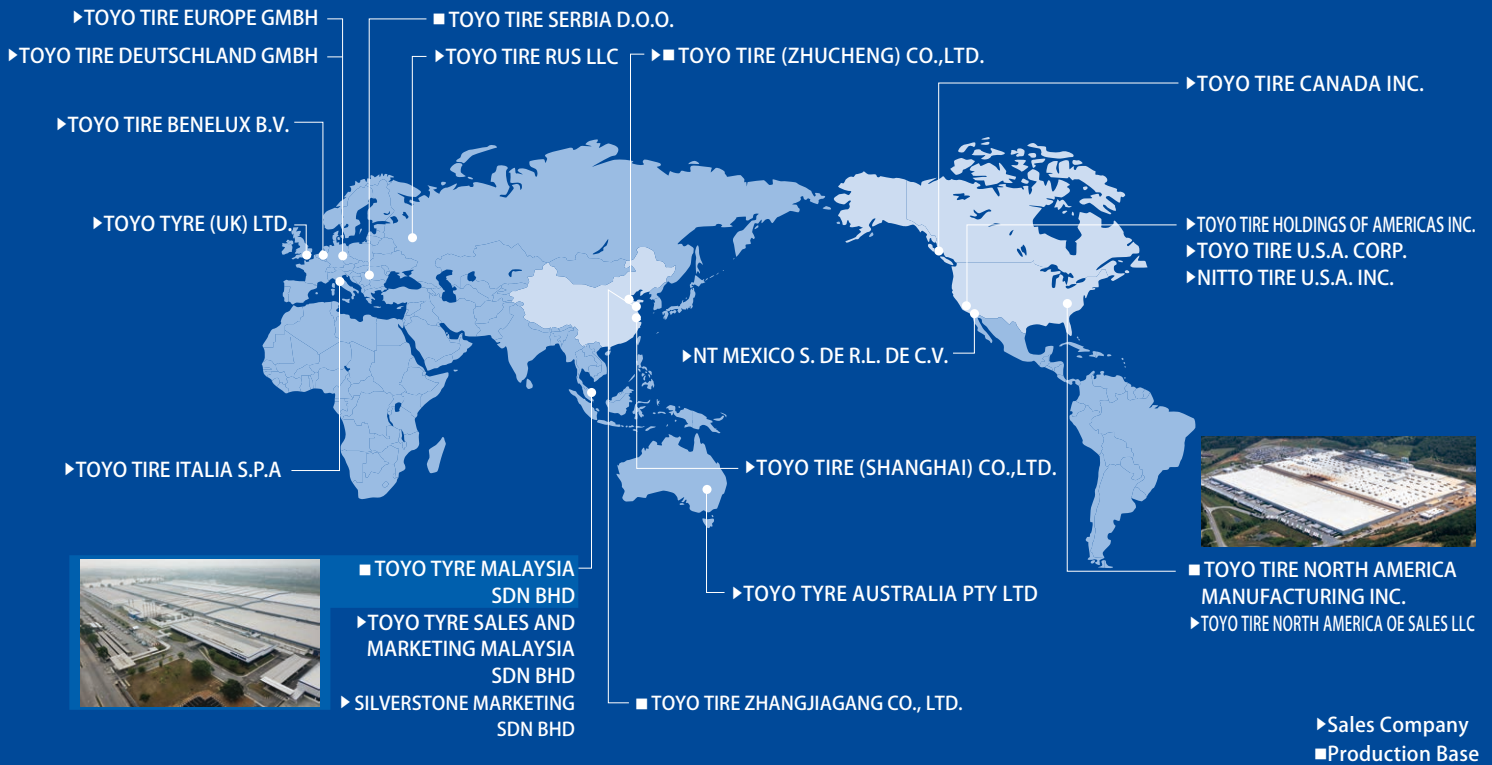 ▶TOYO TIRE EUROPE GMBH
■ TOYO TIRE SERBIA D.O.O.
▶TOYO TIRE DEUTSCHLAND GMBH
▶TOYO TIRE RUS LLC
▶■ TOYO TIRE (ZHUCHENG) CO.,LTD.
▶TOYO TIRE CANADA INC.
▶TOYO TIRE BENELUX B.V.
▶TOYO TYRE (UK) LTD.
▶TOYO TIRE HOLDINGS OF AMERICAS INC.
▶TOYO TIRE U.S.A. CORP.
▶NITTO TIRE U.S.A. INC.
▶NT MEXICO S. DE R.L. DE C.V.
▶TOYO TIRE ITALIA S.P.A
▶TOYO TIRE (SHANGHAI) CO.,LTD.
■ TOYO TYRE MALAYSIA
SDN BHD
▶TOYO TYRE SALES AND
MARKETING MALAYSIA
SDN BHD
▶ SILVERSTONE MARKETING
SDN BHD
▶TOYO TYRE AUSTRALIA PTY LTD
■ TOYO TIRE NORTH AMERICA
MANUFACTURING INC.
▶TOYO TIRE NORTH AMERICA OE SALES LLC
■ TOYO TIRE ZHANGJIAGANG CO., LTD.
▶Sales Company
■Production Base